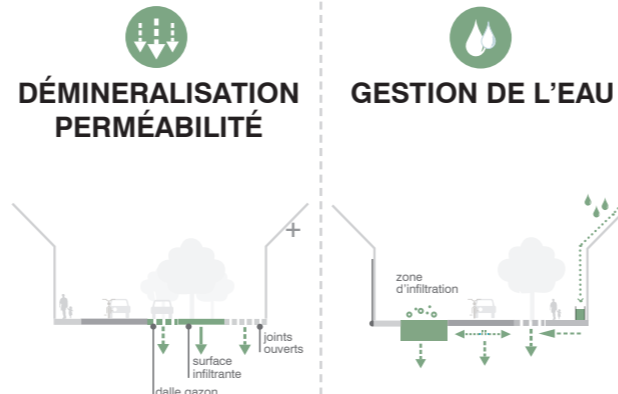 DÉMINERALISATION
PERMÉABILITÉ
GESTION DE L’EAU
+
zone
d’infiltration
joints
ouverts
surface
infiltrante
dalle gazon